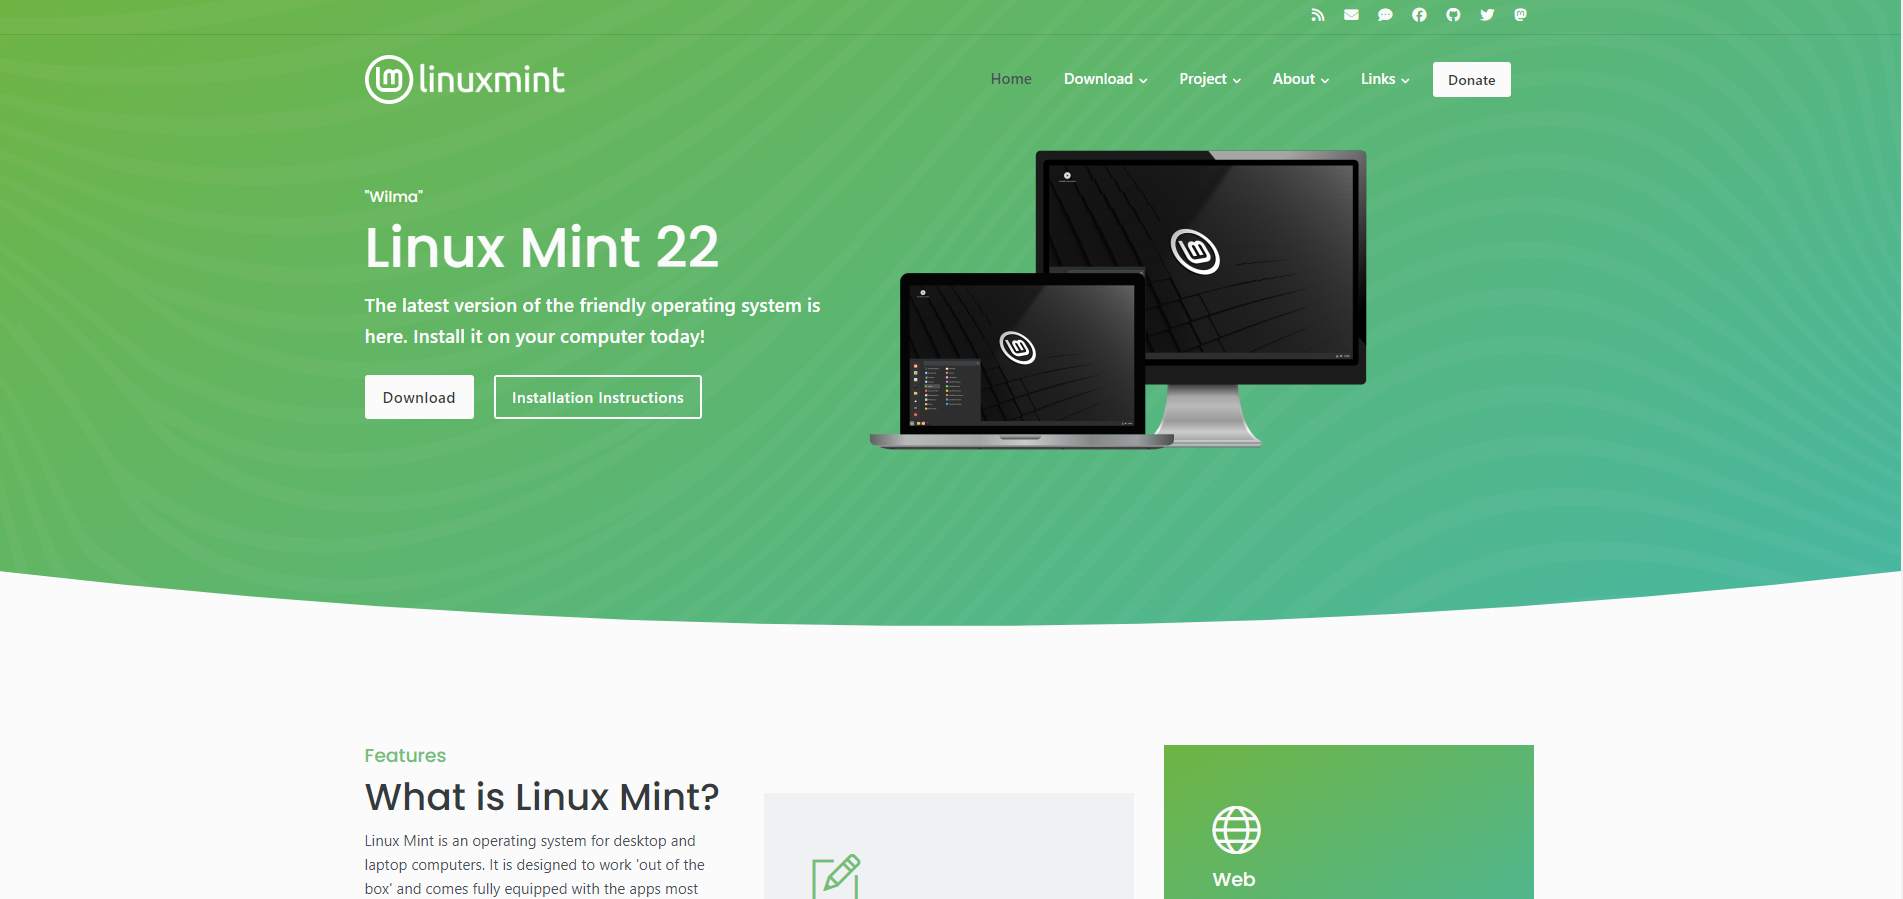 linuxmint
Home Download Project About Links Donate
"Wilma"
Linux Mint 22
The latest version of the friendly operating system is
here. Install it on your computer today!
Download Installation Instructions
Features
What is Linux Mint?
Linux Mint is an operating system for desktop and
laptop computers. It is designed to work 'out of the
box' and comes fully equipped with the apps most
Web